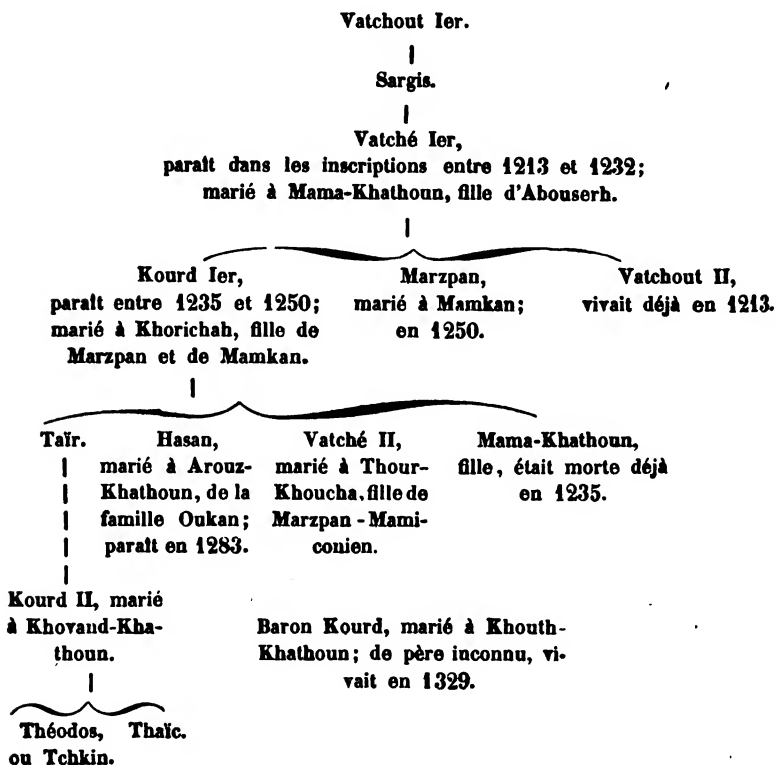 Vatchout Ier.
Sargis.
Vatché Ier,
paraît dans les inscriptions entre 1213 et 1232;
marié à Mama-Khathoun, fille d'Abouserh.
Kourd Ier,
paraît entre 1235 et 1250;
marié à Khorichah, fille de
Marzpan et de Mamkan.
Marzpan,
marié à Mamkan;
en 1250.
Vatchout II,
vivait déjà en 1213.
Taïr.
Hasan,
marié à Arouz-
Khathoun, de la
famille Oukan;
paraît en 1283.
Vatché II,
marié à Thour-
Khoucha, fille de
Marzpan-Mami-
conien.
Mama-Khathoun,
fille, était morte déjà
en 1235.
Kourd II, marié
à Khovand-Kha-
thoun.
Baron Kourd, marié à Khouth-
Khathoun; de père inconnu, vi-
vait en 1329.
Théodos,
ou Tchkin.
Thaïc.